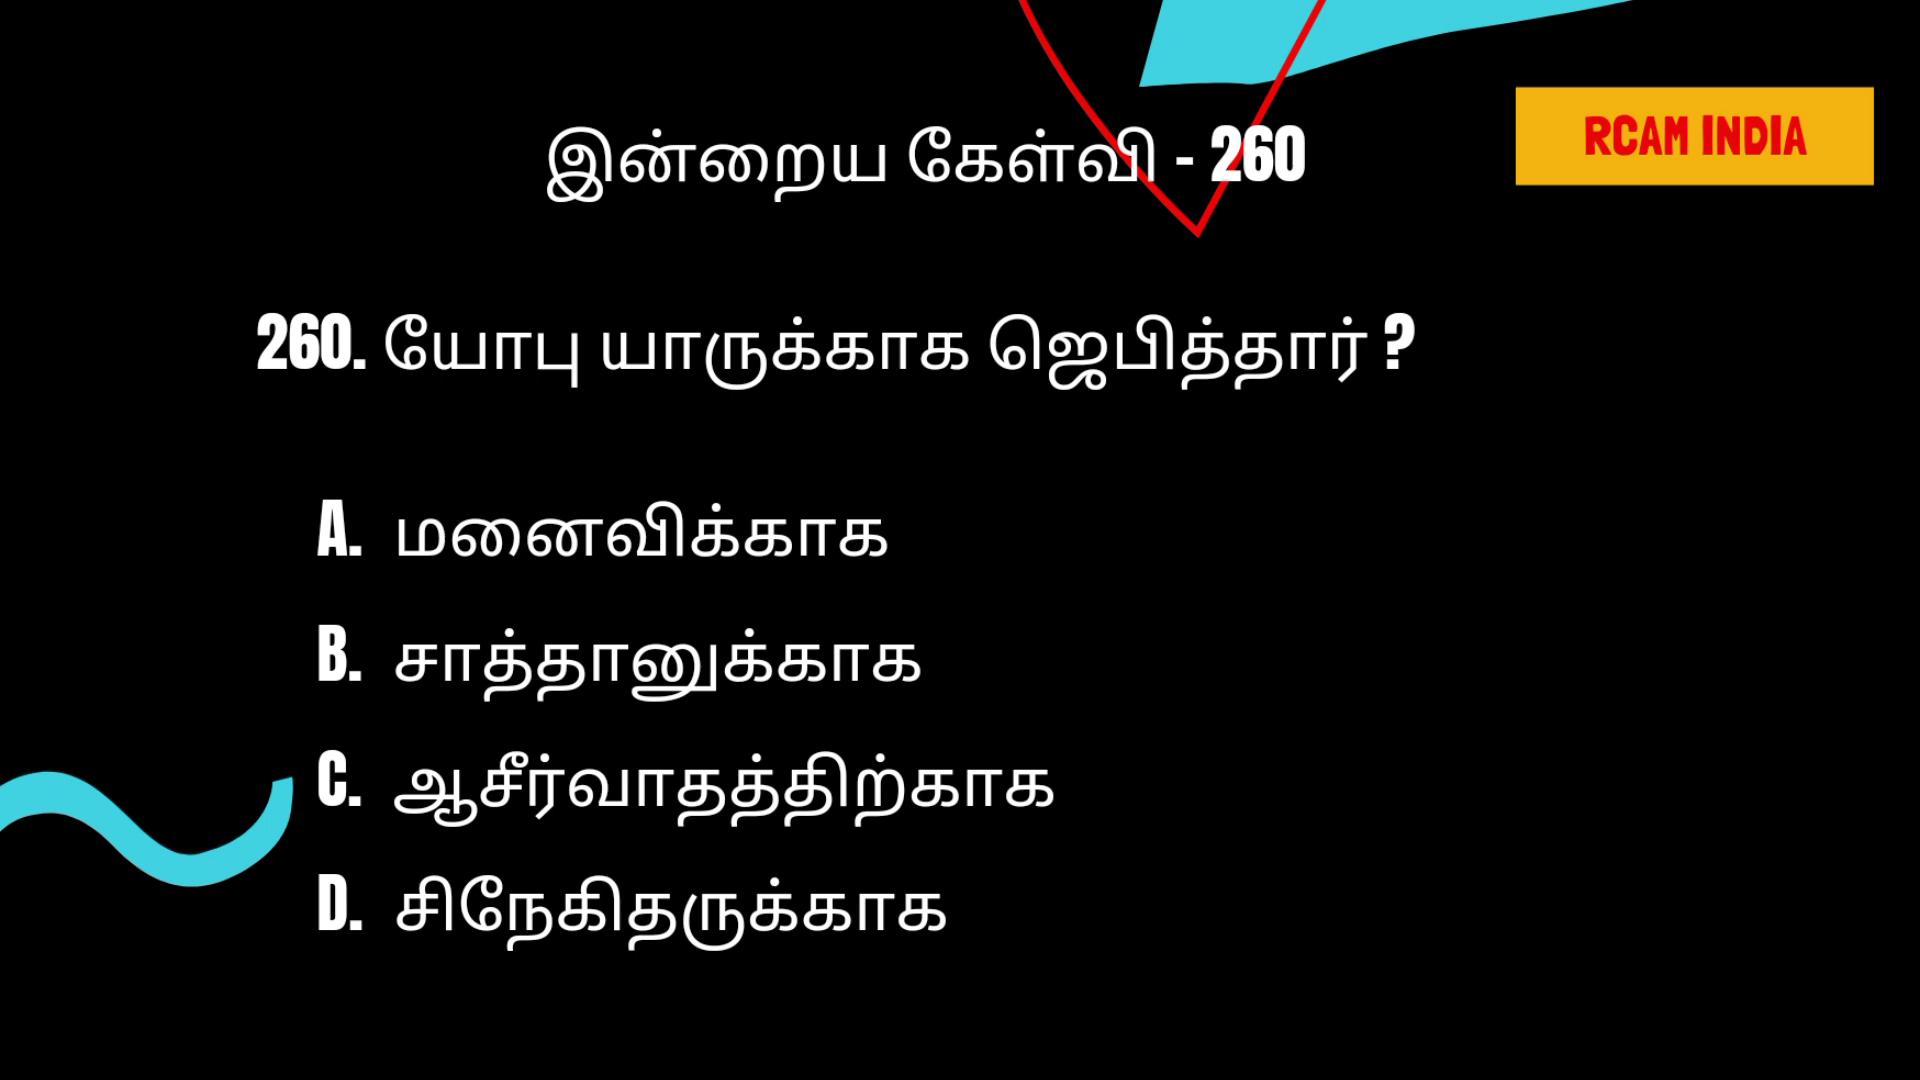 RCAM INDIA
இன்றைய கேள்வி - 260
260. யோபு யாருக்காக ஜெபித்தார் ?
A. மனைவிக்காக
B. சாத்தானுக்காக
C. ஆசீர்வாதத்திற்காக
D. சிநேகிதருக்காக